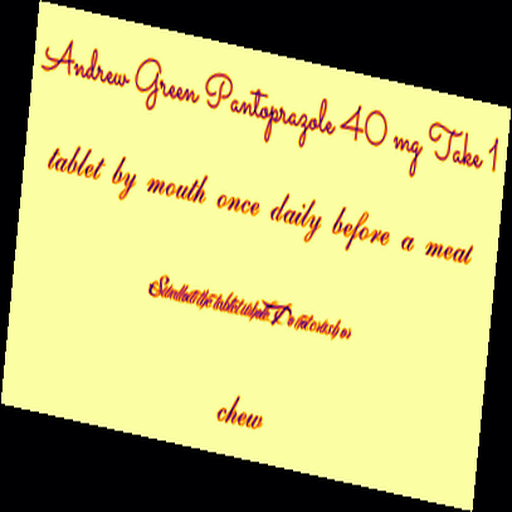 Andrew Green Pantoprazole 40 mg Take 1
tablet by mouth once daily before a meal
Swallow the tablet whole. Do not crush or
chew